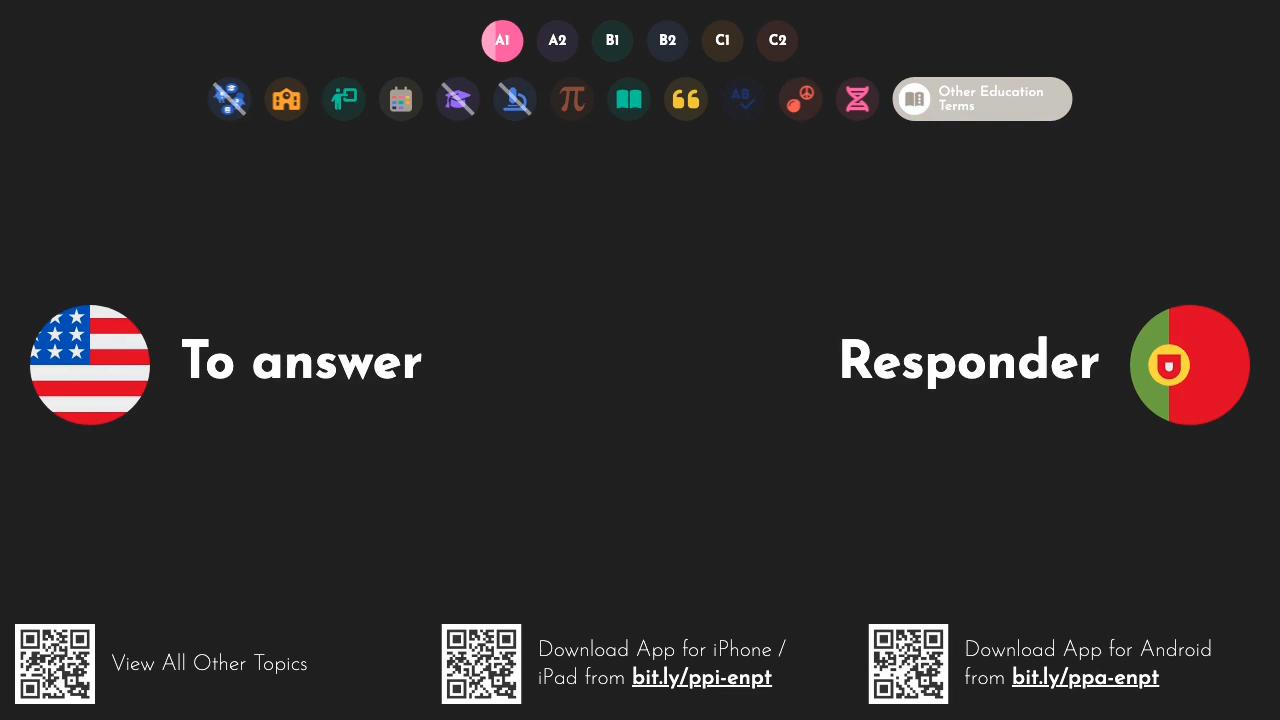 A1 A2 B1 B2 C1 C2
Other Education
Terms
To answer
Responder
View All Other Topics
Download App for iPhone /
iPad from bit.ly/ppi-enpt
Download App for Android
from bit.ly/ppa-enpt